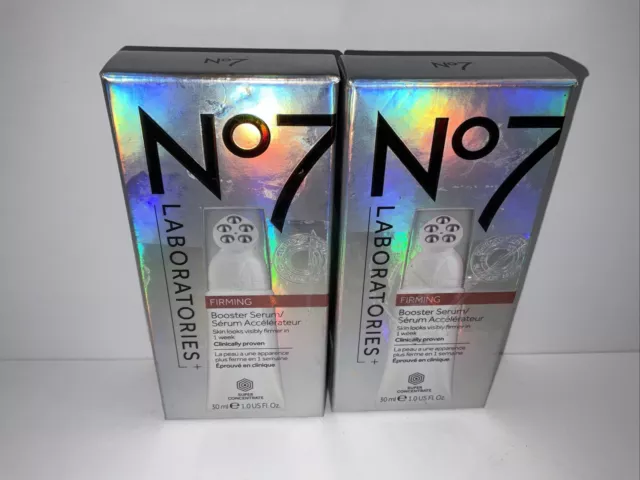 No7
No7
LABORATORIES+
FIRMING
Booster Serum/
Sérum Accélérateur
Skin looks visibly firmer in
1 week
Clinically proven
La peau a une apparence
plus ferme en 1 semaine
Éprouvé en clinique
SUPER
CONCENTRATE
30 ml e 1.0 US Fl. Oz.
No7
No7
LABORATORIES+
FIRMING
Booster Serum/
Sérum Accélérateur
Skin looks visibly firmer in
1 week
Clinically proven
La peau a une apparence
plus ferme en 1 semaine
Éprouvé en clinique
SUPER
CONCENTRATE
30 ml e 1.0 US Fl. Oz.